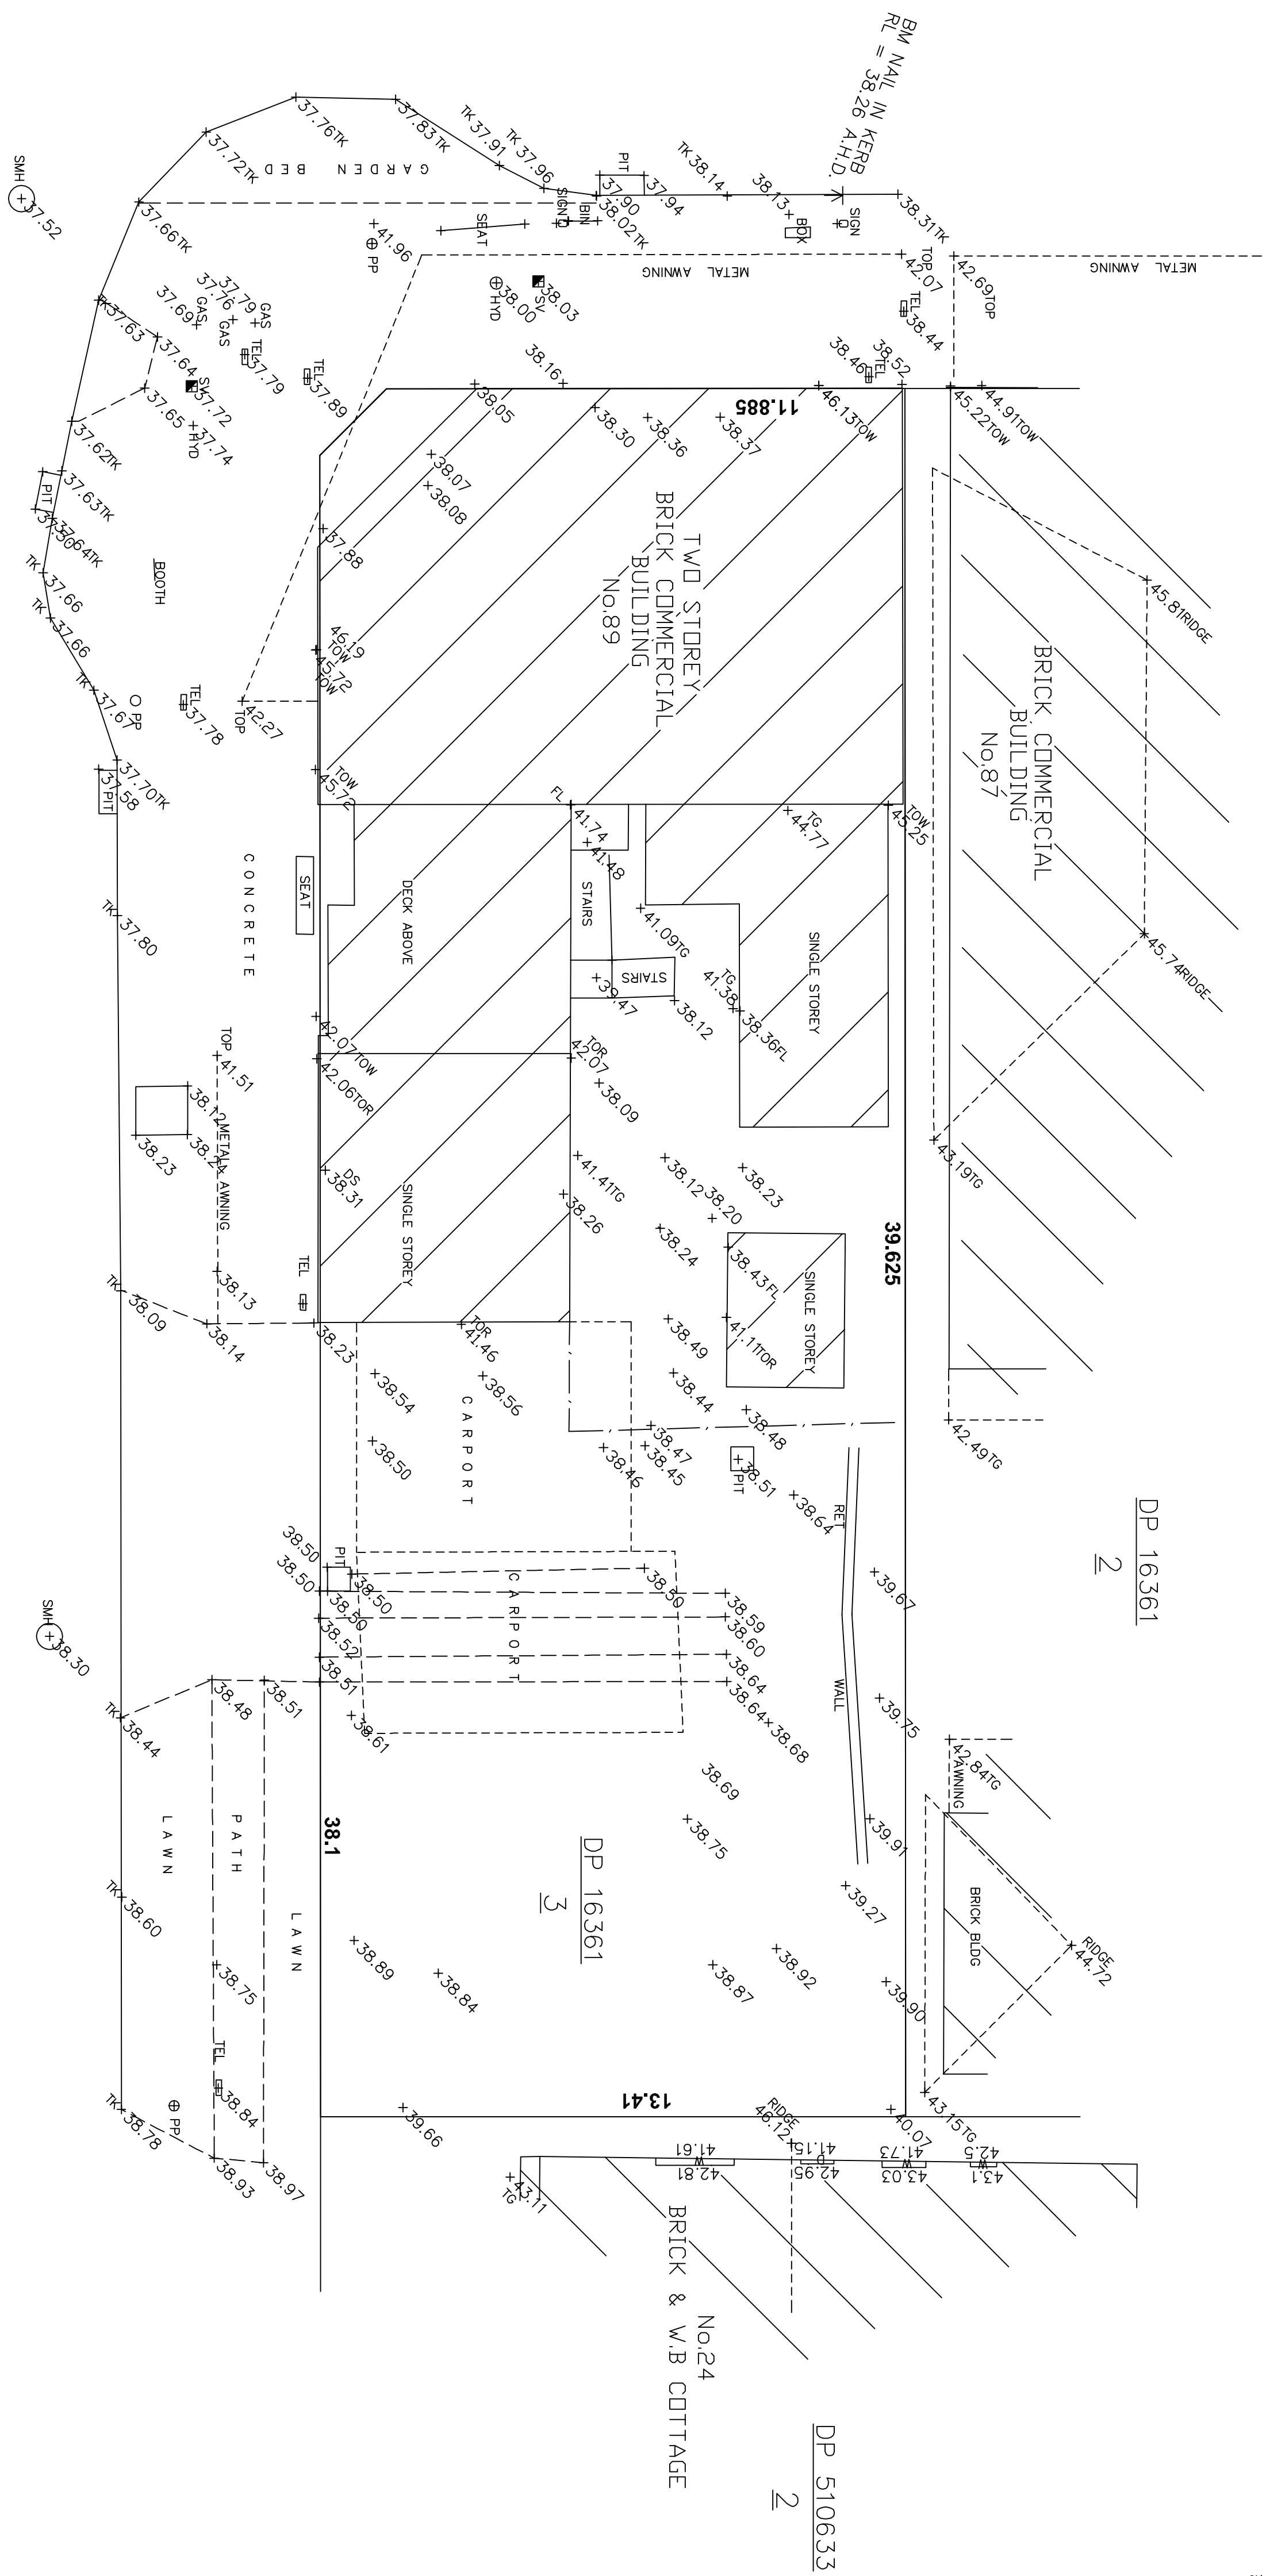 BM NAIL IN KERB
RL = 38.26 A.H.D.
38.31TK
38.14
TK
38.13
BOX
SIGN
37.94
37.90
PIT
38.02TK
BIN
SIGN
TK 37.96
TK 37.91
37.83TK
37.76TK
37.72TK
37.66TK
GARDEN BED
SMH
37.52
SEAT
41.96
PP
METAL AWNING
METAL AWNING
TOP
42.07
42.69TOP
TEL
38.44
38.03
SV
38.00
HYD
GAS
37.79
GAS
37.76
GAS
37.69
TK
37.63
37.64
SV
37.72
37.65
37.74
HYD
TEL
37.79
TEL
37.89
37.62TK
37.63TK
PIT
37.50
37.64TK
TK
37.66
TK
37.66
TK
37.67
BOOTH
PP
TEL
37.78
42.27
TOP
37.70TK
37.58
PIT
38.16
38.05
38.46
TEL
38.52
46.13TOW
45.22TOW
44.91TOW
11.885
38.30
38.36
38.37
38.07
38.08
37.88
TWO STOREY
BRICK COMMERCIAL
BUILDING
No.89
BRICK COMMERCIAL
BUILDING
No.87
45.81RIDGE
45.74RIDGE
46.19
TOW
45.72
TOW
TOW
45.72
FL
41.74
41.48
STAIRS
STAIRS
39.47
38.12
41.09TG
TG
44.77
TOW
45.25
TG
41.38
38.36FL
SINGLE STOREY
DECK ABOVE
SEAT
CONCRETE
TK
37.80
42.07TOW
42.06TOR
TOR
42.07
38.09
TOP
41.51
METAL AWNING
38.12
38.24
38.23
DS
38.31
SINGLE STOREY
41.41TG
38.26
38.12
38.23
38.20
38.24
43.19TG
39.625
38.43FL
41.11TOR
SINGLE STOREY
TEL
TK
38.09
38.13
38.14
38.23
TOR
41.46
38.49
38.44
38.54
38.56
38.50
CARPORT
38.48
38.47
38.45
38.46
38.51
PIT
38.64
RET
WALL
42.49TG
DP 16361
2
38.50
PIT
38.50
38.50
38.50
38.50
38.52
38.51
CARPORT
38.59
38.60
38.64
38.64
38.68
38.61
39.67
39.75
SMH
38.30
TK
38.44
38.48
38.51
38.1
38.69
38.75
39.91
39.27
42.84TG
AWNING
BRICK BLDG
RIDGE
44.72
LAWN
PATH
LAWN
TK
38.60
DP 16361
3
38.89
38.84
38.87
38.92
39.90
38.75
TEL
38.84
PP
TK
38.78
38.93
38.97
39.66
13.41
40.07
43.15TG
RIDGE
46.12
43.11
TG
41.61
W
42.81
41.15
D
42.95
41.73
W
43.03
42.5
W
43.1
No.24
BRICK & W.B COTTAGE
DP 510633
2